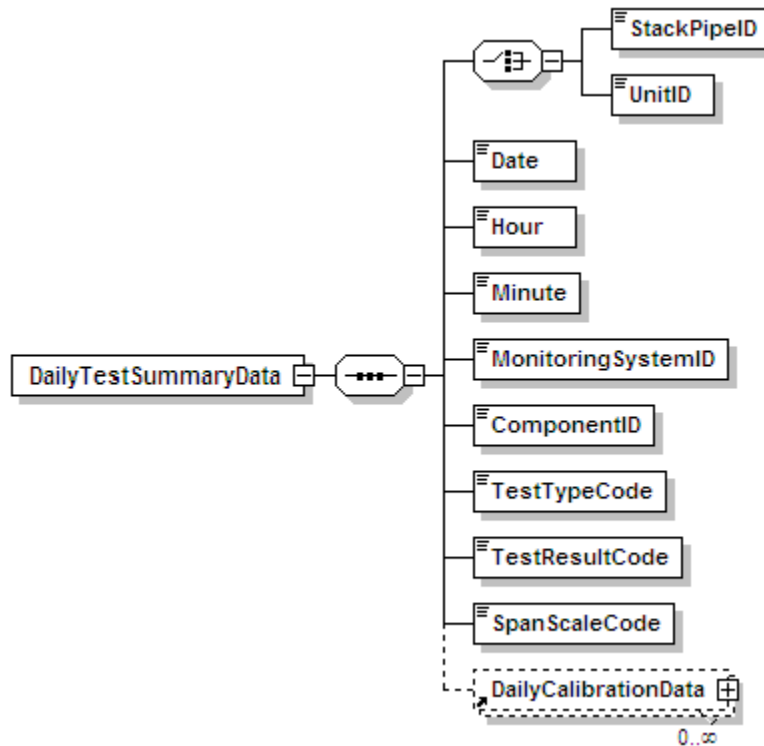 StackPipeID
UnitID
Date
Hour
Minute
DailyTestSummaryData
MonitoringSystemID
ComponentID
TestTypeCode
TestResultCode
SpanScaleCode
DailyCalibrationData
0..∞